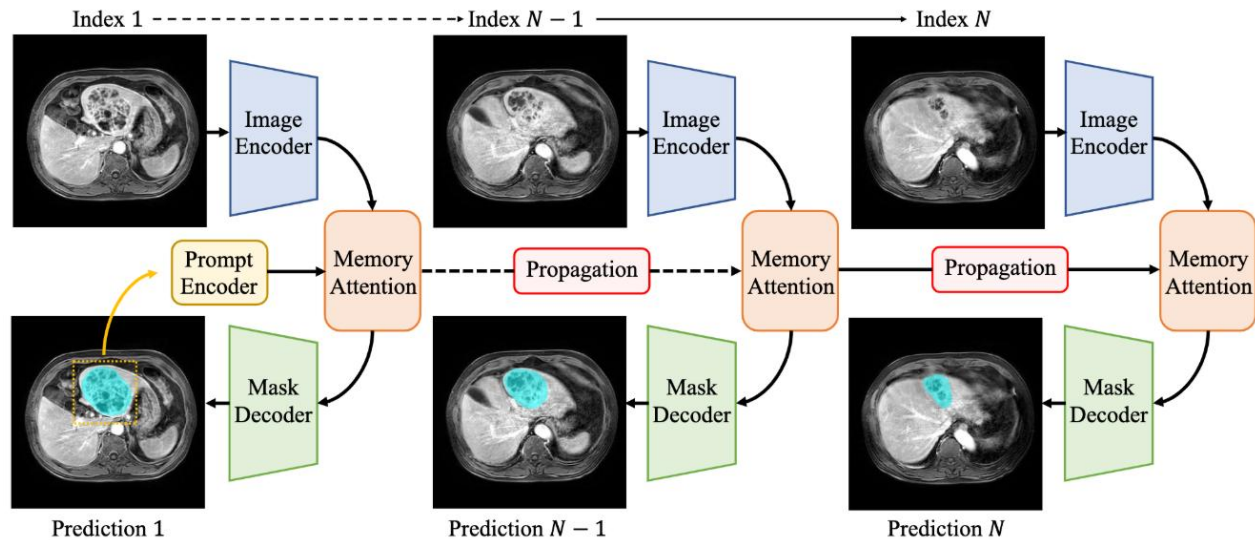 Index 1
Index N − 1
Index N
Image
Encoder
Image
Encoder
Image
Encoder
Prompt
Encoder
Memory
Attention
Propagation
Memory
Attention
Propagation
Memory
Attention
Mask
Decoder
Mask
Decoder
Mask
Decoder
Prediction 1
Prediction N − 1
Prediction N